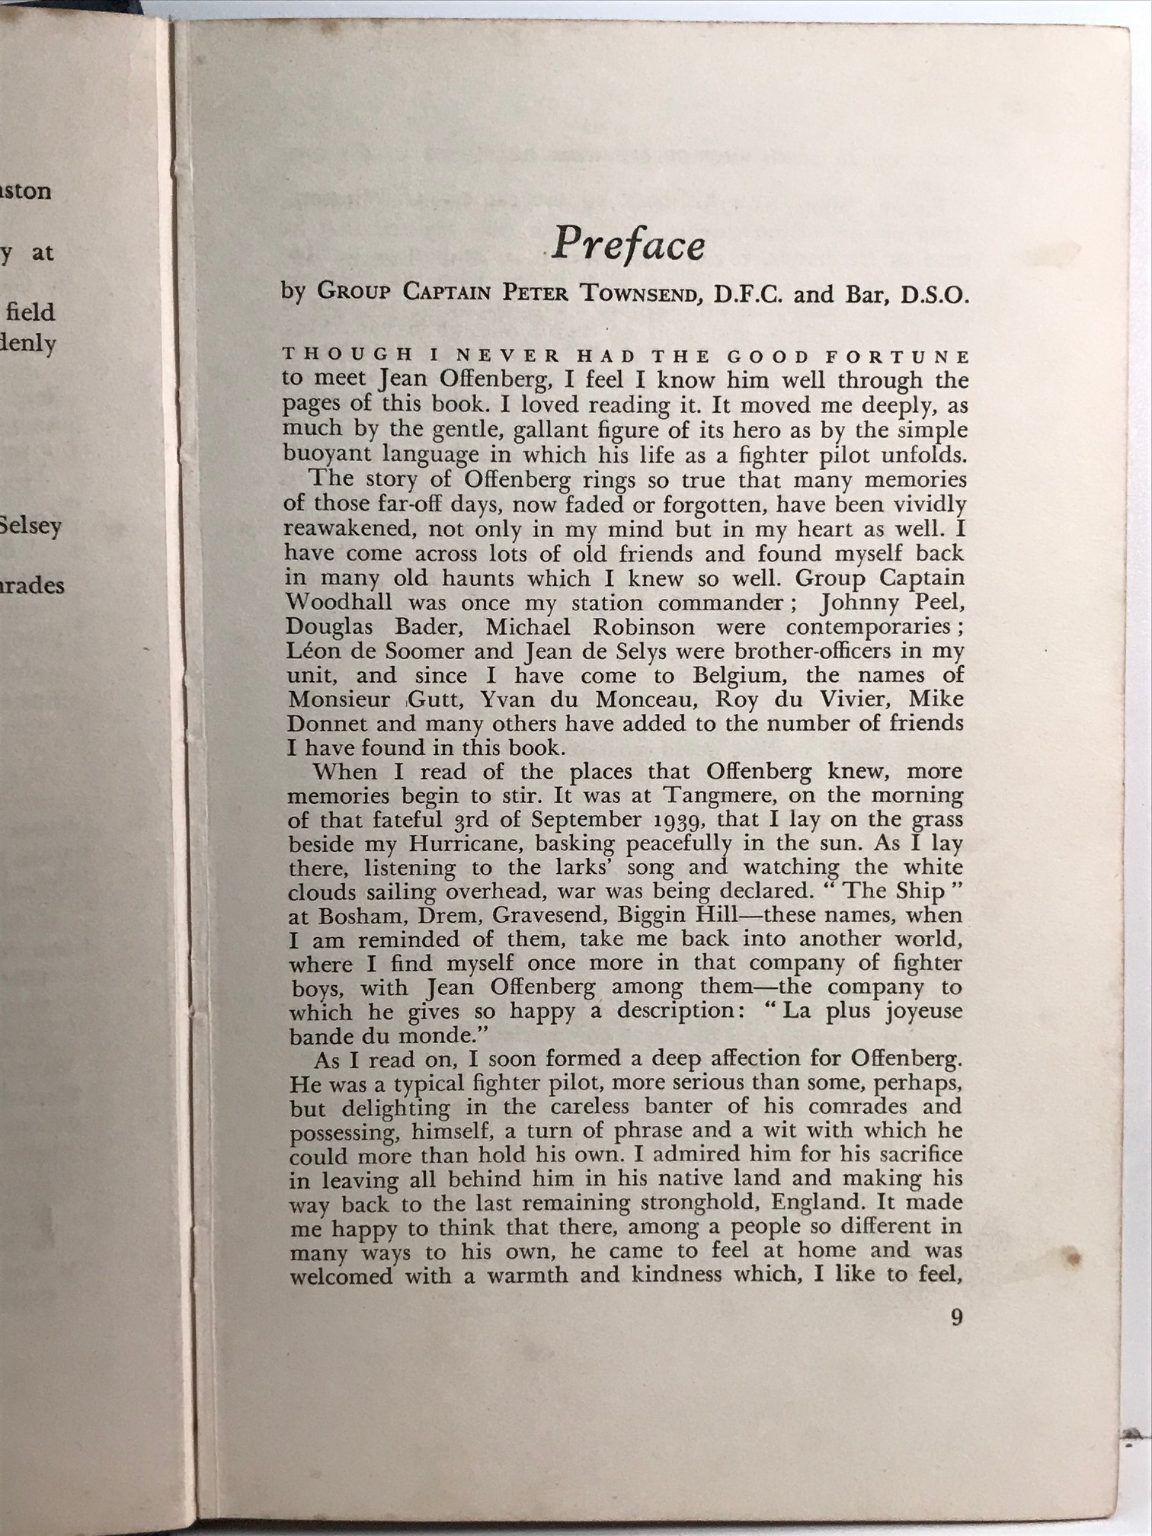 ston
y at
field
denly
Selsey
rades
Preface
by GROUP CAPTAIN PETER TOWNSEND, D.F.C. and Bar, D.S.O.
THOUGH I NEVER HAD THE GOOD FORTUNE
to meet Jean Offenberg, I feel I know him well through the
pages of this book. I loved reading it. It moved me deeply, as
much by the gentle, gallant figure of its hero as by the simple
buoyant language in which his life as a fighter pilot unfolds.
The story of Offenberg rings so true that many memories
of those far-off days, now faded or forgotten, have been vividly
reawakened, not only in my mind but in my heart as well. I
have come across lots of old friends and found myself back
in many old haunts which I knew so well. Group Captain
Woodhall was once my station commander; Johnny Peel,
Douglas Bader, Michael Robinson were contemporaries;
Léon de Soomer and Jean de Selys were brother-officers in my
unit, and since I have come to Belgium, the names of
Monsieur Gutt, Yvan du Monceau, Roy du Vivier, Mike
Donnet and many others have added to the number of friends
I have found in this book.
When I read of the places that Offenberg knew, more
memories begin to stir. It was at Tangmere, on the morning
of that fateful 3rd of September 1939, that I lay on the grass
beside my Hurricane, basking peacefully in the sun. As I lay
there, listening to the larks' song and watching the white
clouds sailing overhead, war was being declared. "The Ship"
at Bosham, Drem, Gravesend, Biggin Hill—these names, when
I am reminded of them, take me back into another world,
where I find myself once more in that company of fighter
boys, with Jean Offenberg among them—the company to
which he gives so happy a description: "La plus joyeuse
bande du monde."
As I read on, I soon formed a deep affection for Offenberg.
He was a typical fighter pilot, more serious than some, perhaps,
but delighting in the careless banter of his comrades and
possessing, himself, a turn of phrase and a wit with which he
could more than hold his own. I admired him for his sacrifice
in leaving all behind him in his native land and making his
way back to the last remaining stronghold, England. It made
me happy to think that there, among a people so different in
many ways to his own, he came to feel at home and was
welcomed with a warmth and kindness which, I like to feel,
9